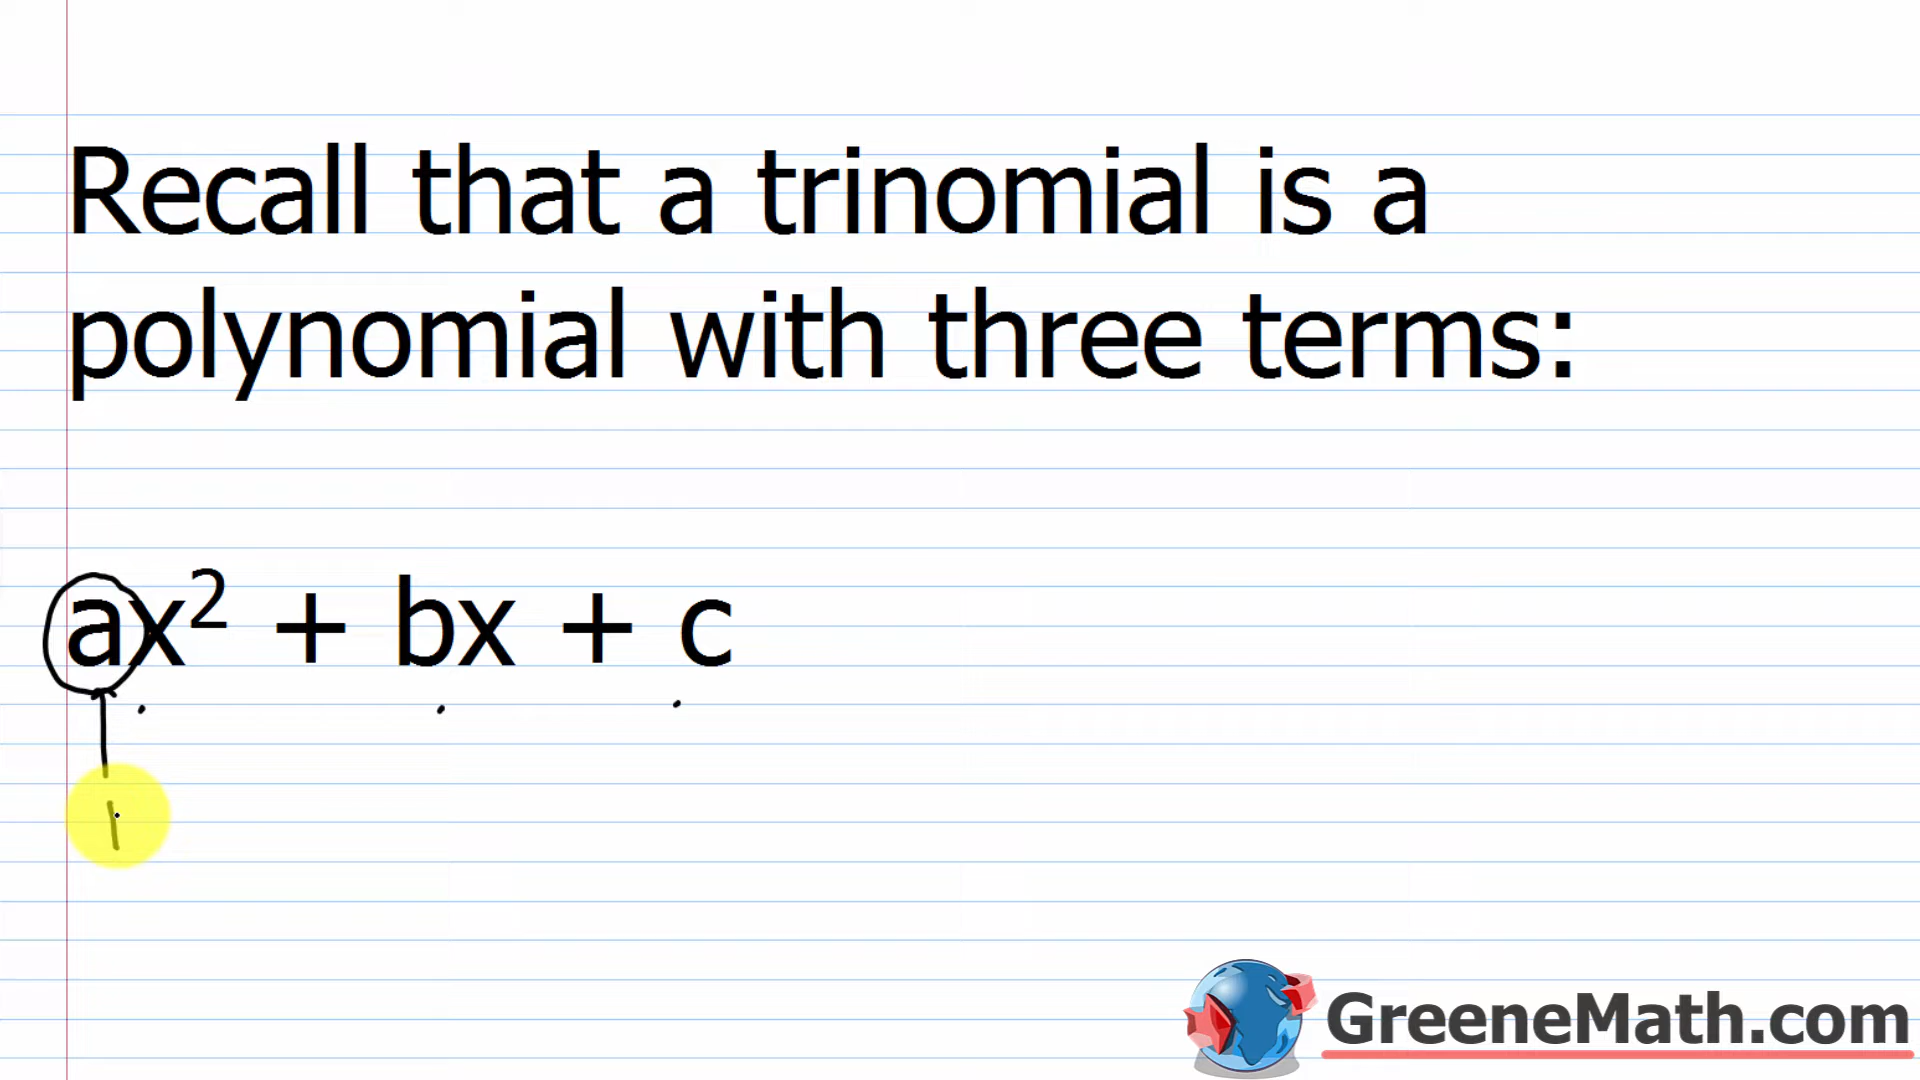 Recall that a trinomial is a
polynomial with three terms:
ax² + bx + c
GreeneMath.com